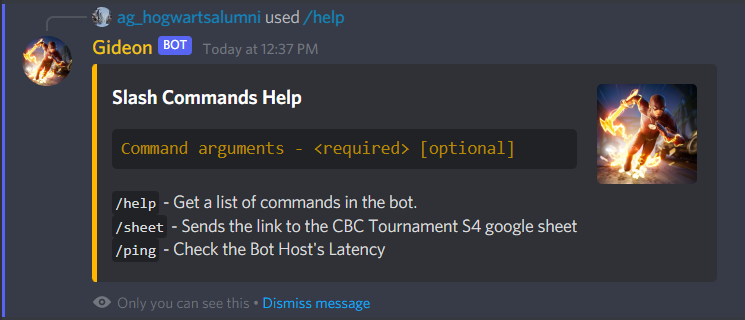 ag_hogwartsalumni used /help
Gideon BOT Today at 12:37 PM
Slash Commands Help
Command arguments - <required> [optional]
/help - Get a list of commands in the bot.
/sheet - Sends the link to the CBC Tournament S4 google sheet
/ping - Check the Bot Host's Latency
Only you can see this • Dismiss message